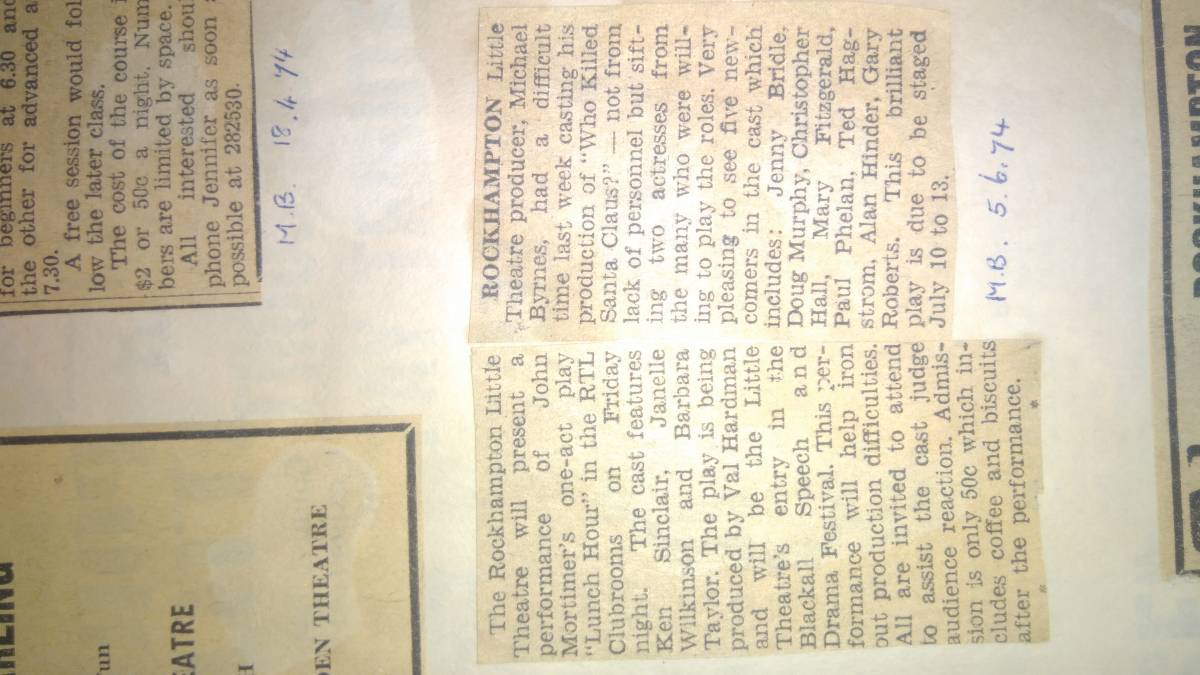 Fun
EATRE
H
DEN THEATRE
for beginners at 6.30 and
the other for advanced at
7.30.
A free session would fol
low the later class.
The cost of the course i
$2 or 50c a night. Num
bers are limited by space.
All interested shou
phone Jennifer as soon
possible at 282530.
M.B. 18.4.74
The Rockhampton Little
Theatre will present a
performance of John
Mortimer's one-act play
"Lunch Hour" in the RTL
Clubrooms on Friday
night. The cast features
Ken Sinclair, Janelle
Wilkinson and Barbara
Taylor. The play is being
produced by Val Hardman
and will be the Little
Theatre's entry in the
Blackall Speech and
Drama Festival. This per-
formance will help iron
out production difficulties.
All are invited to attend
to assist the cast judge
audience reaction. Admis-
sion is only 50c which in-
cludes coffee and biscuits
after the performance.
* *
ROCKHAMPTON Little
Theatre producer, Michael
Byrnes, had a difficult
time last week casting his
production of "Who Killed
Santa Claus?" — not from
lack of personnel but sift-
ing two actresses from
the many who were will-
ing to play the roles. Very
pleasing to see five new-
comers in the cast which
includes: Jenny Bridle,
Doug Murphy, Christopher
Hall, Mary Fitzgerald,
Paul Phelan, Ted Hag-
strom, Alan Hinder, Gary
Roberts. This brilliant
play is due to be staged
July 10 to 13.
M.B. 5.6.74